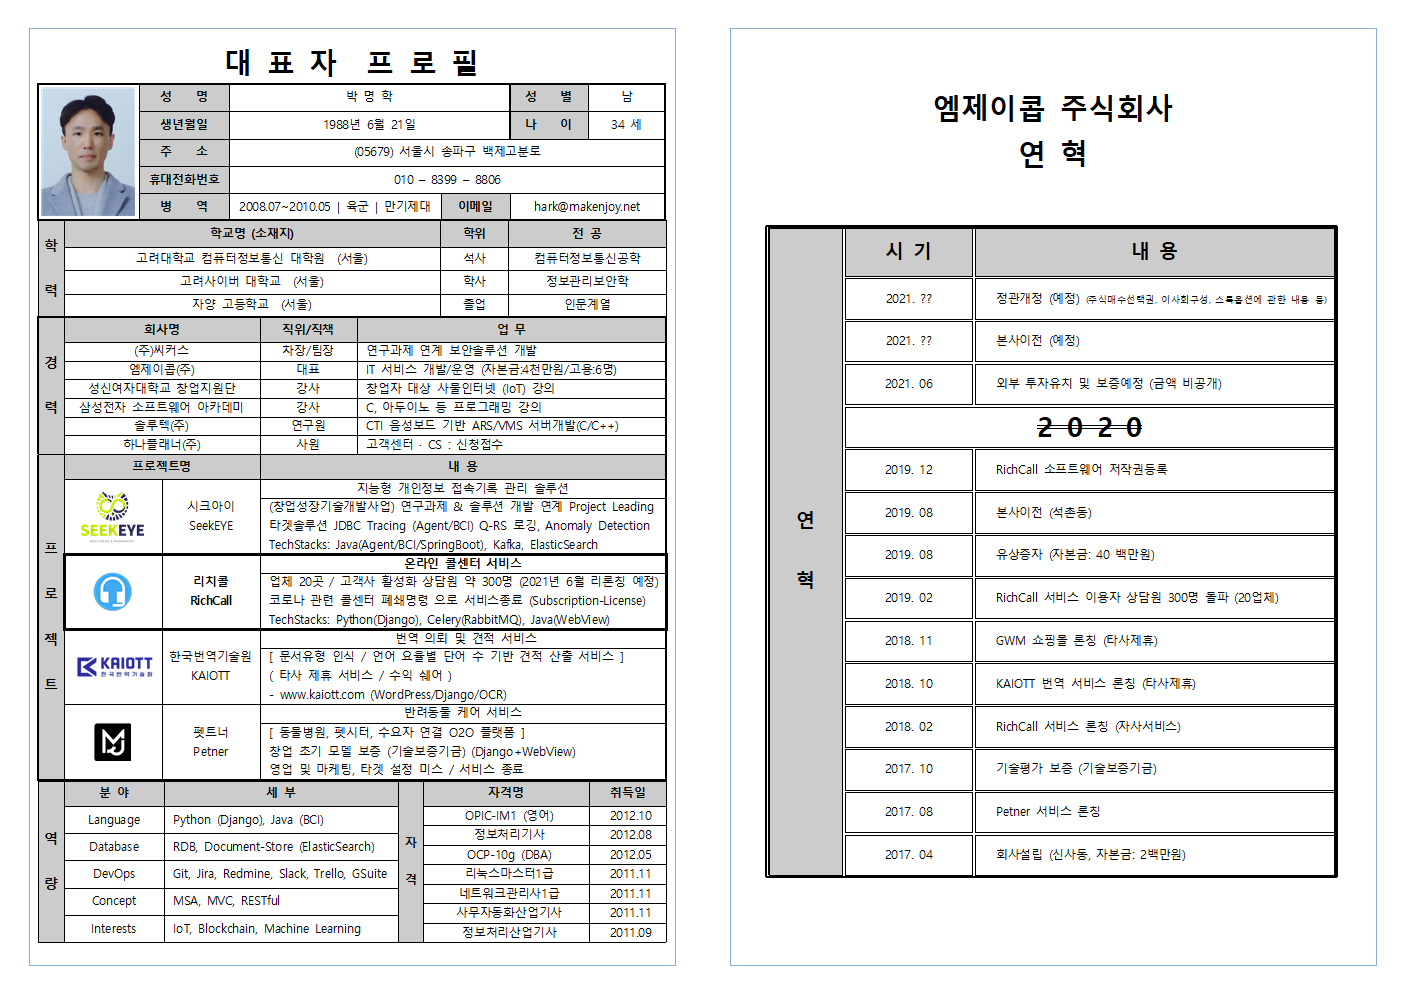 대 표 자 프 로 필
성 명 박 명 학 성 별 남
생년월일 1988년 6월 21일 나 이 34 세
주 소 (05679) 서울시 송파구 백제고분로
휴대전화번호 010 – 8399 – 8806
병 역 2008.07~2010.05 | 육군 | 만기제대 이메일 hark@makenjoy.net
학 력
학교명 (소재지) 학위 전 공
고려대학교 컴퓨터정보통신 대학원 (서울) 석사 컴퓨터정보통신공학
고려사이버 대학교 (서울) 학사 정보관리보안학
자양 고등학교 (서울) 졸업 인문계열
경 력
회사명 직위/직책 업 무
(주)씨커스 차장/팀장 연구과제 연계 보안솔루션 개발
엠제이콥(주) 대표 IT 서비스 개발/운영 (자본금:4천만원/고용:6명)
성신여자대학교 창업지원단 강사 창업자 대상 사물인터넷 (IoT) 강의
삼성전자 소프트웨어 아카데미 강사 C, 아두이노 등 프로그래밍 강의
솔루텍(주) 연구원 CTI 음성보드 기반 ARS/VMS 서버개발(C/C++)
하나플래너(주) 사원 고객센터 · CS : 신청접수
프 로 젝 트
프로젝트명 내 용
SEEKEYE
시크아이
SeekEYE
지능형 개인정보 접속기록 관리 솔루션
(창업성장기술개발사업) 연구과제 & 솔루션 개발 연계 Project Leading
타겟솔루션 JDBC Tracing (Agent/BCI) Q-RS 로깅, Anomaly Detection
TechStacks: Java(Agent/BCI/SpringBoot), Kafka, ElasticSearch
리치콜
RichCall
온라인 콜센터 서비스
업체 20곳 / 고객사 활성화 상담원 약 300명 (2021년 6월 리론칭 예정)
코로나 관련 콜센터 폐쇄명령 으로 서비스종료 (Subscription-License)
TechStacks: Python(Django), Celery(RabbitMQ), Java(WebView)
KAIOTT
한국번역기술원
한국번역기술원
KAIOTT
번역 의뢰 및 견적 서비스
[ 문서유형 인식 / 언어 요율별 단어 수 기반 견적 산출 서비스 ]
( 타사 제휴 서비스 / 수익 쉐어 )
- www.kaiott.com (WordPress/Django/OCR)
MJ
펫트너
Petner
반려동물 케어 서비스
[ 동물병원, 펫시터, 수요자 연결 O2O 플랫폼 ]
창업 초기 모델 보증 (기술보증기금) (Django+WebView)
영업 및 마케팅, 타겟 설정 미스 / 서비스 종료
역 량
분 야 세 부
Language Python (Django), Java (BCI)
Database RDB, Document-Store (ElasticSearch)
DevOps Git, Jira, Redmine, Slack, Trello, GSuite
Concept MSA, MVC, RESTful
Interests IoT, Blockchain, Machine Learning
자 격
자격명 취득일
OPIC-IM1 (영어) 2012.10
정보처리기사 2012.08
OCP-10g (DBA) 2012.05
리눅스마스터1급 2011.11
네트워크관리사1급 2011.11
사무자동화산업기사 2011.11
정보처리산업기사 2011.09
엠제이콥 주식회사
연 혁
연 혁
시 기 내 용
2021. ?? 정관개정 (예정) (주식매수선택권, 이사회구성, 스톡옵션에 관한 내용 등)
2021. ?? 본사이전 (예정)
2021. 06 외부 투자유치 및 보증예정 (금액 비공개)
2 0 2 0
2019. 12 RichCall 소프트웨어 저작권등록
2019. 08 본사이전 (석촌동)
2019. 08 유상증자 (자본금: 40 백만원)
2019. 02 RichCall 서비스 이용자 상담원 300명 돌파 (20업체)
2018. 11 GWM 쇼핑몰 론칭 (타사제휴)
2018. 10 KAIOTT 번역 서비스 론칭 (타사제휴)
2018. 02 RichCall 서비스 론칭 (자사서비스)
2017. 10 기술평가 보증 (기술보증기금)
2017. 08 Petner 서비스 론칭
2017. 04 회사설립 (신사동, 자본금: 2백만원)